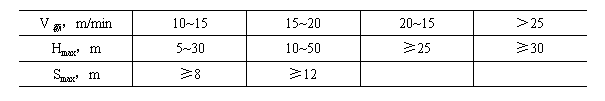 V 额，m/min 10~15 15~20 20~15 ＞25
Hmax，m 5~30 10~50 ≥25 ≥30
Smax，m ≥8 ≥12